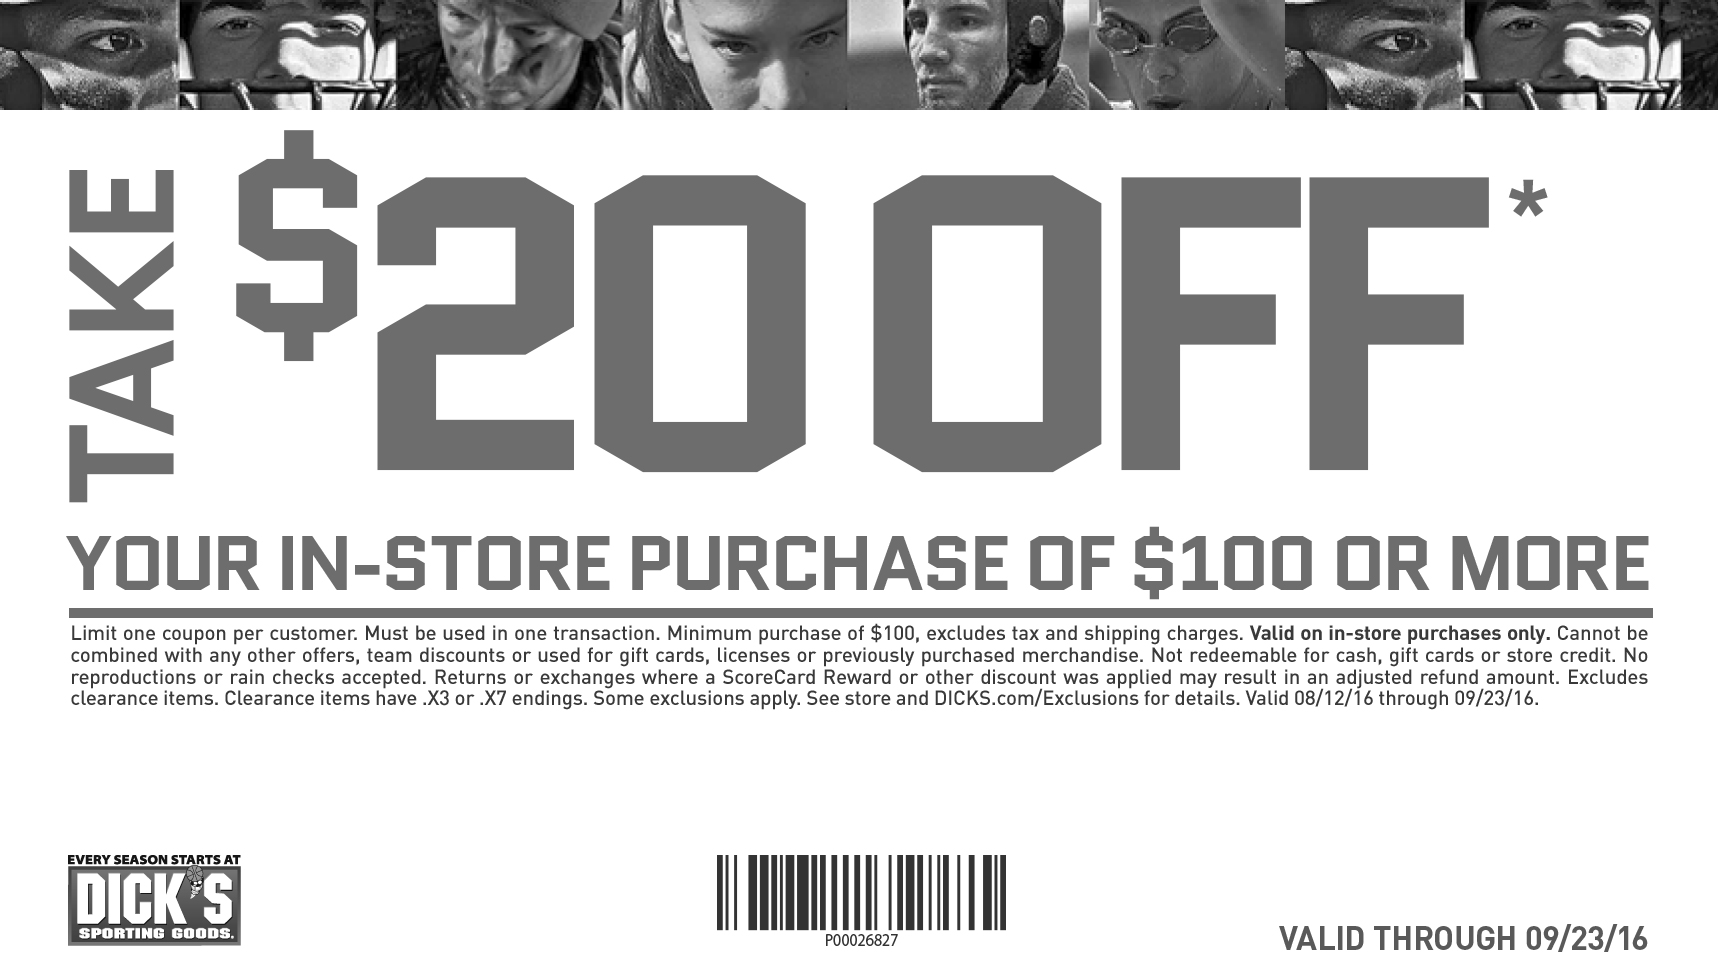 TAKE
$20 OFF*
YOUR IN-STORE PURCHASE OF $100 OR MORE
Limit one coupon per customer. Must be used in one transaction. Minimum purchase of $100, excludes tax and shipping charges. Valid on in-store purchases only. Cannot be
combined with any other offers, team discounts or used for gift cards, licenses or previously purchased merchandise. Not redeemable for cash, gift cards or store credit. No
reproductions or rain checks accepted. Returns or exchanges where a ScoreCard Reward or other discount was applied may result in an adjusted refund amount. Excludes
clearance items. Clearance items have .X3 or .X7 endings. Some exclusions apply. See store and DICKS.com/Exclusions for details. Valid 08/12/16 through 09/23/16.
EVERY SEASON STARTS AT
DICK'S
SPORTING GOODS.
P00026827
VALID THROUGH 09/23/16